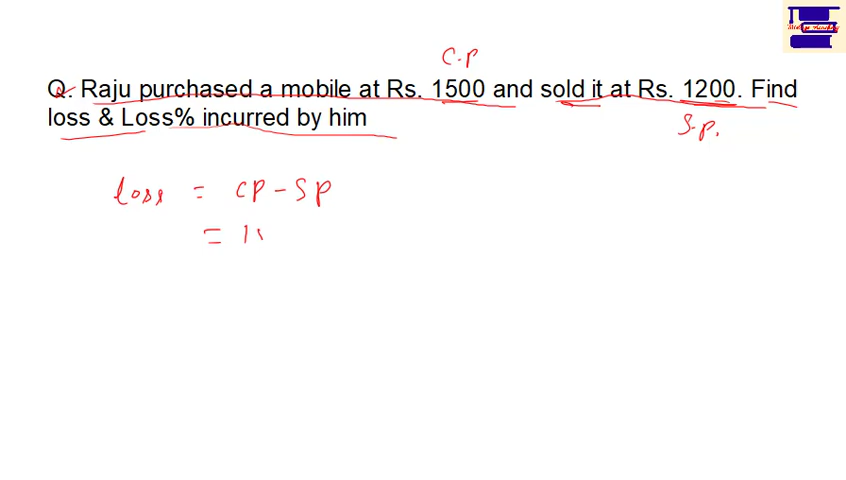 C.P
Q. Raju purchased a mobile at Rs. 1500 and sold it at Rs. 1200. Find
loss & Loss% incurred by him
S.P.
loss = CP - SP
= 1